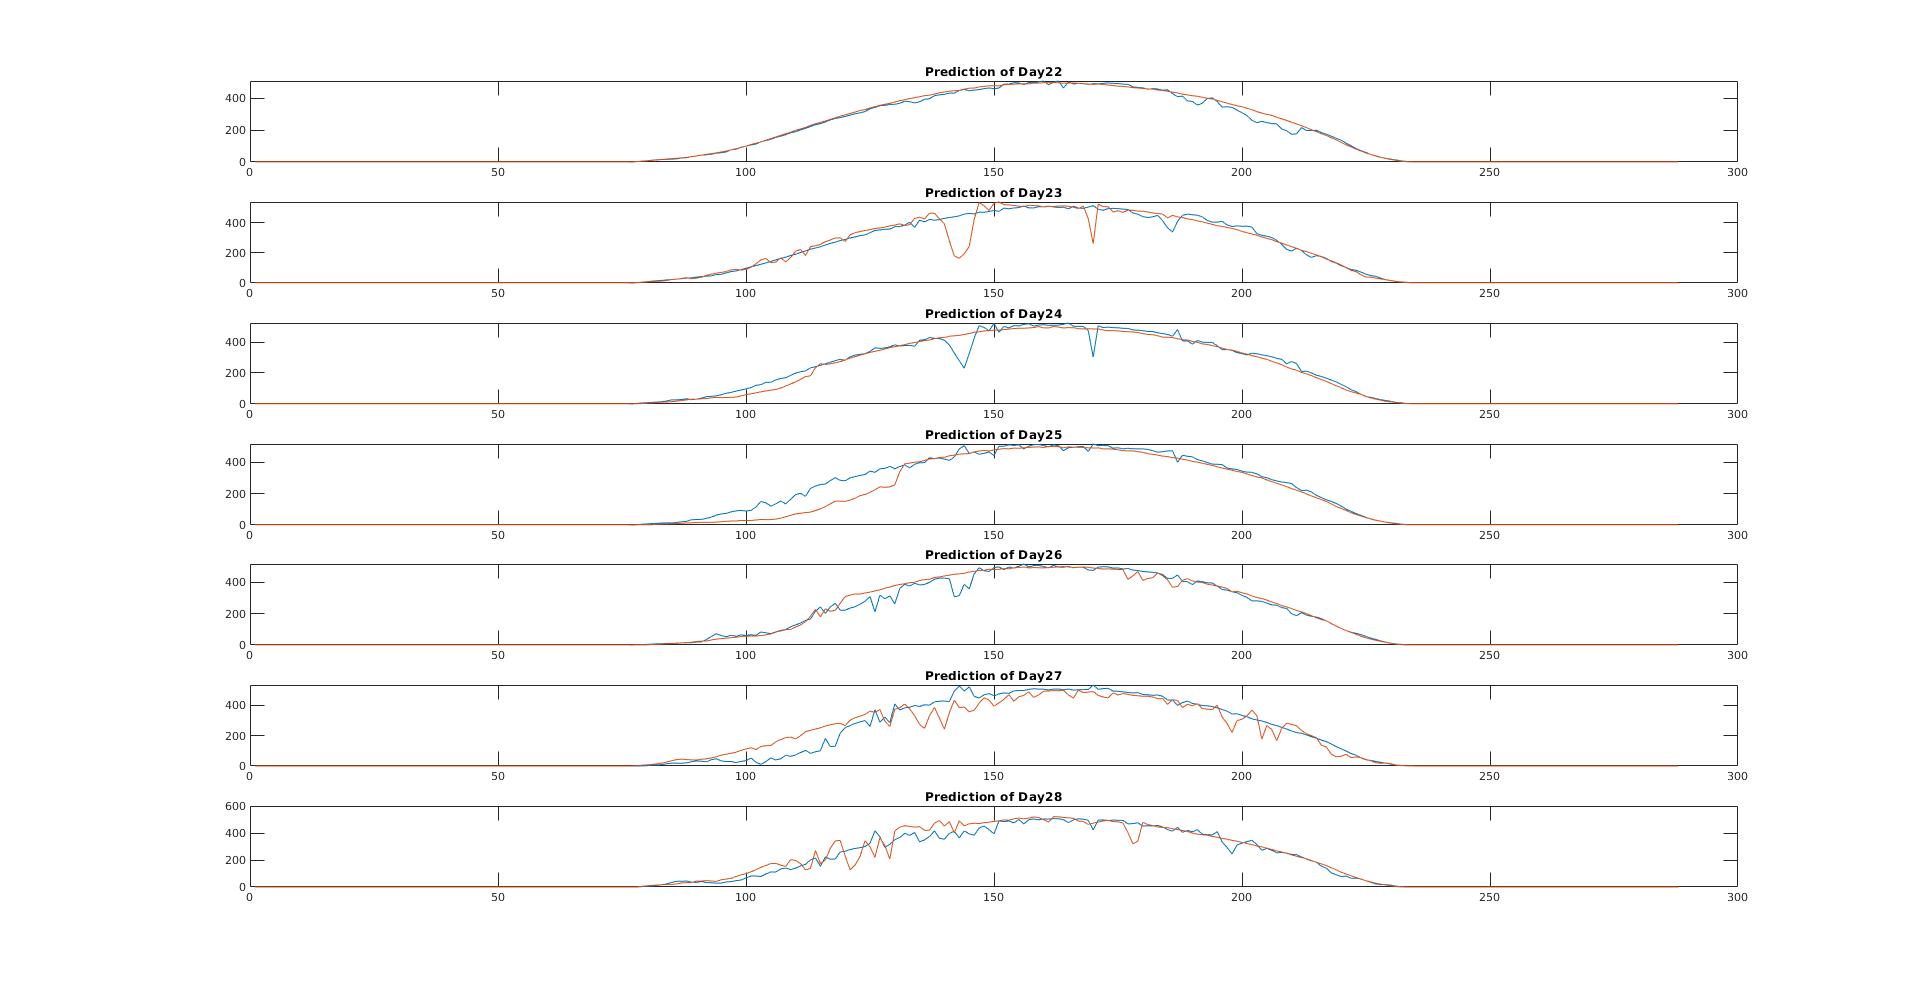 Prediction of Day22
400
200
0
0 50 100 150 200 250 300
Prediction of Day23
400
200
0
0 50 100 150 200 250 300
Prediction of Day24
400
200
0
0 50 100 150 200 250 300
Prediction of Day25
400
200
0
0 50 100 150 200 250 300
Prediction of Day26
400
200
0
0 50 100 150 200 250 300
Prediction of Day27
400
200
0
0 50 100 150 200 250 300
Prediction of Day28
600
400
200
0
0 50 100 150 200 250 300